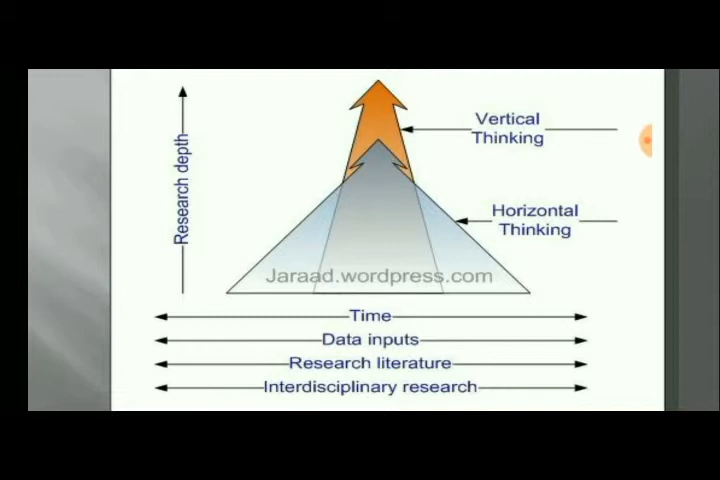 Research depth
Vertical
Thinking
Horizontal
Thinking
Jaraad.wordpress.com
Time
Data inputs
Research literature
Interdisciplinary research